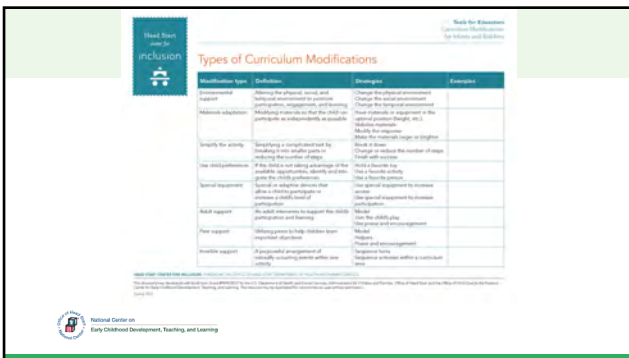 Head Start
center for
inclusion
Tools for Educators
Curriculum Modifications
for Infants and Toddlers
Types of Curriculum Modifications
Modification type Definition Strategies Examples
Environmental support Altering the physical, social, and temporal environment to promote participation, engagement, and learning
Change the physical environment
Change the social environment
Change the temporal environment
Materials adaptation Modifying materials so that the child can participate as independently as possible
Have materials or equipment in the optimal position (height, etc.)
Stabilize materials
Modify the response
Make the materials larger or brighter
Simplify the activity Simplifying a complicated task by breaking it into smaller parts or reducing the number of steps
Break it down
Change or reduce the number of steps
Finish with success
Use child preferences If the child is not taking advantage of the available opportunities, identify and integrate the child's preferences
Hold a favorite toy
Use a favorite activity
Use a favorite person
Special equipment Special or adaptive devices that allow a child to participate or increase a child's level of participation
Use special equipment to increase access
Use special equipment to increase participation
Adult support An adult intervenes to support the child's participation and learning
Model
Join the child's play
Use praise and encouragement
Peer support Utilizing peers to help children learn important objectives
Model
Helpers
Praise and encouragement
Invisible support A purposeful arrangement of naturally occurring events within one activity
Sequence turns
Sequence activities within a curriculum area
HEAD START CENTER FOR INCLUSION
National Center on
Early Childhood Development, Teaching, and Learning